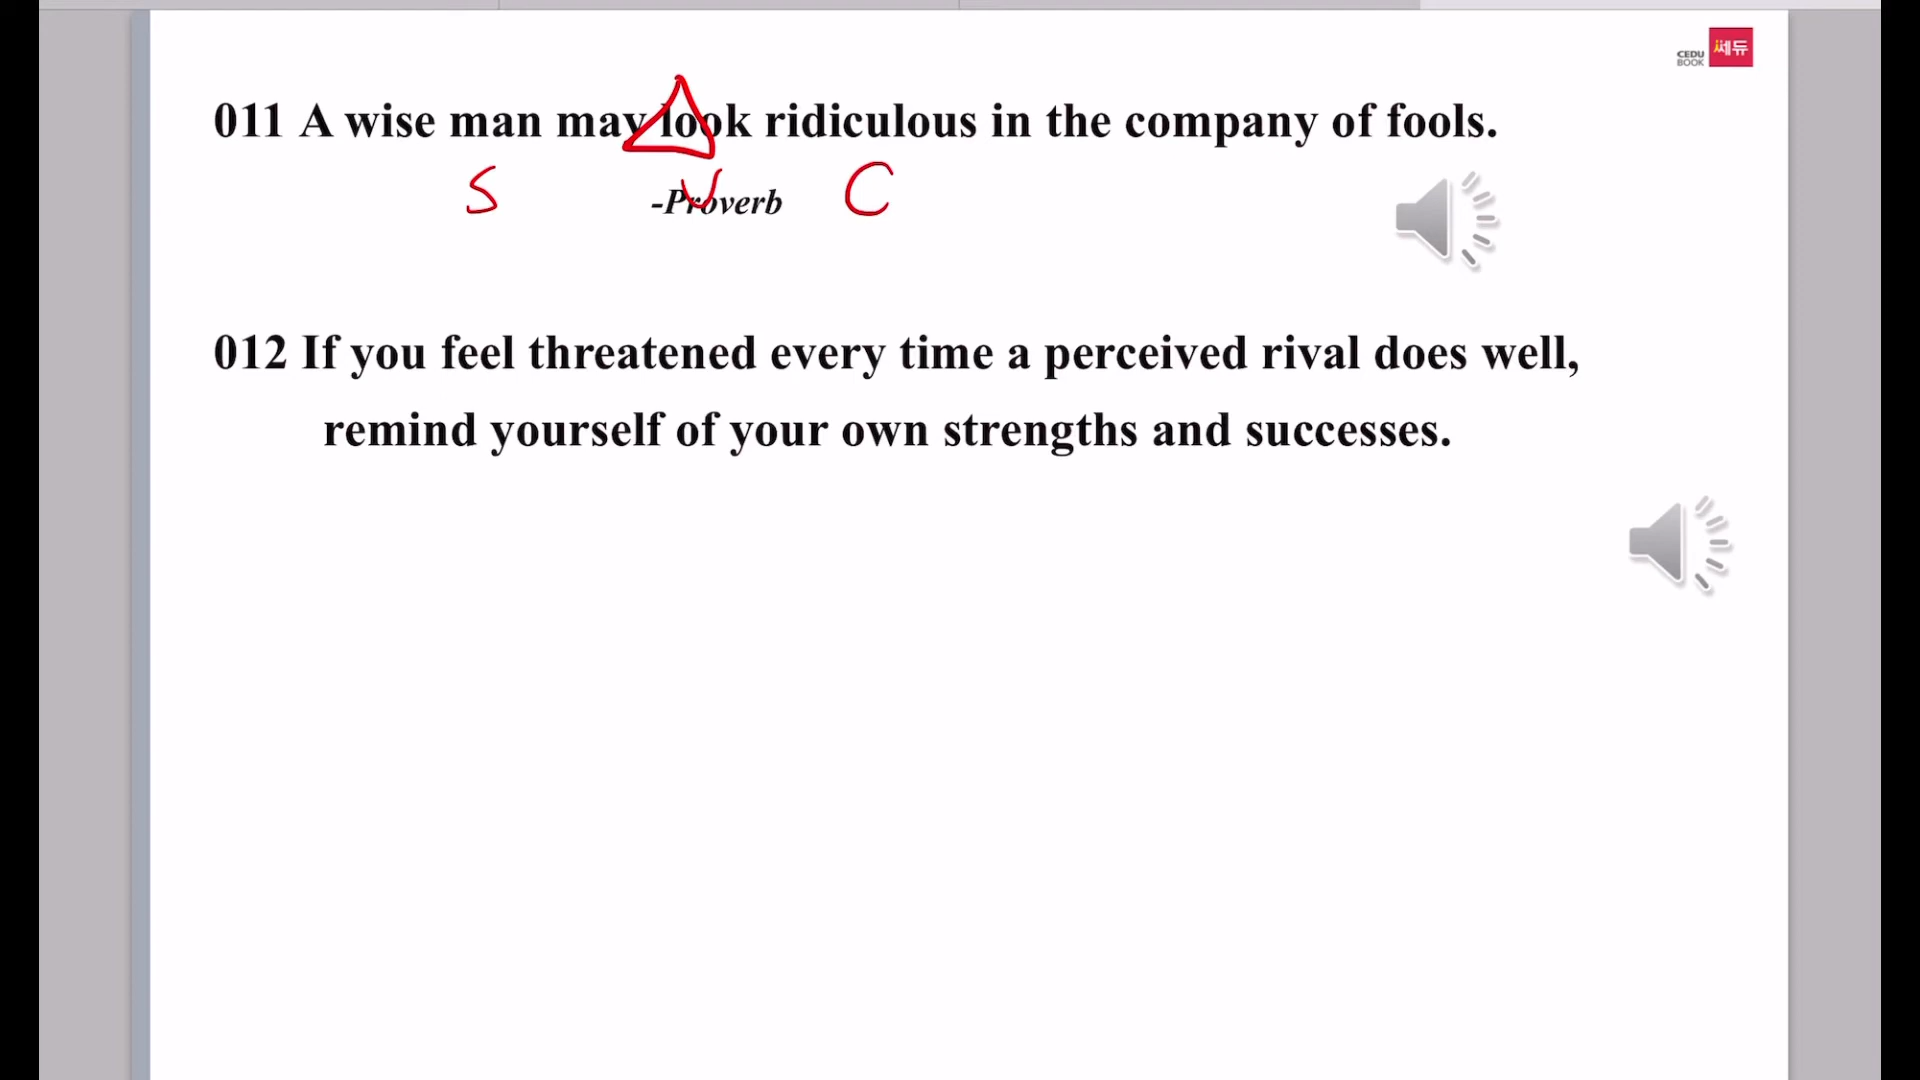 CEDU
BOOK
쎄듀
011 A wise man may look ridiculous in the company of fools.
S V C
-Proverb
012 If you feel threatened every time a perceived rival does well,
remind yourself of your own strengths and successes.